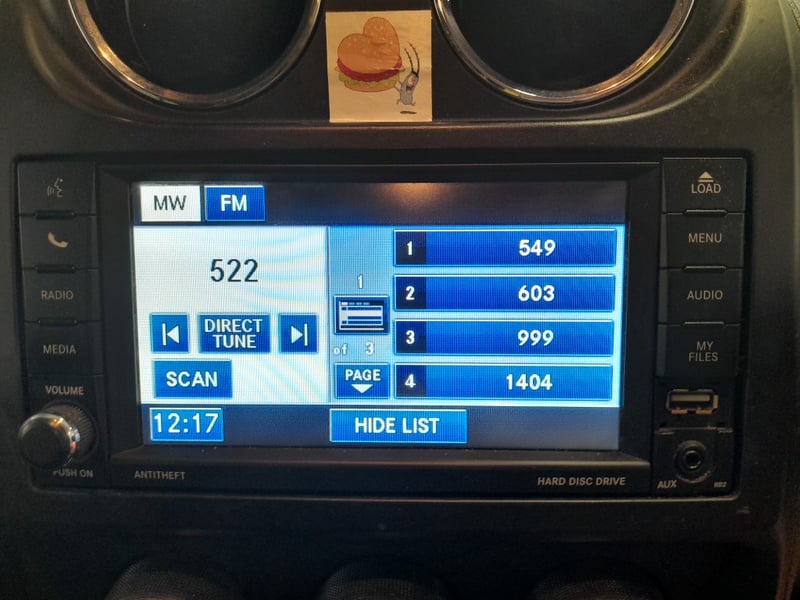 MW FM
522
DIRECT
TUNE
SCAN
12:17
1
of 3
PAGE
HIDE LIST
1 549
2 603
3 999
4 1404
RADIO
MEDIA
VOLUME
PUSH ON
ANTITHEFT
HARD DISC DRIVE
LOAD
MENU
AUDIO
MY
FILES
AUX